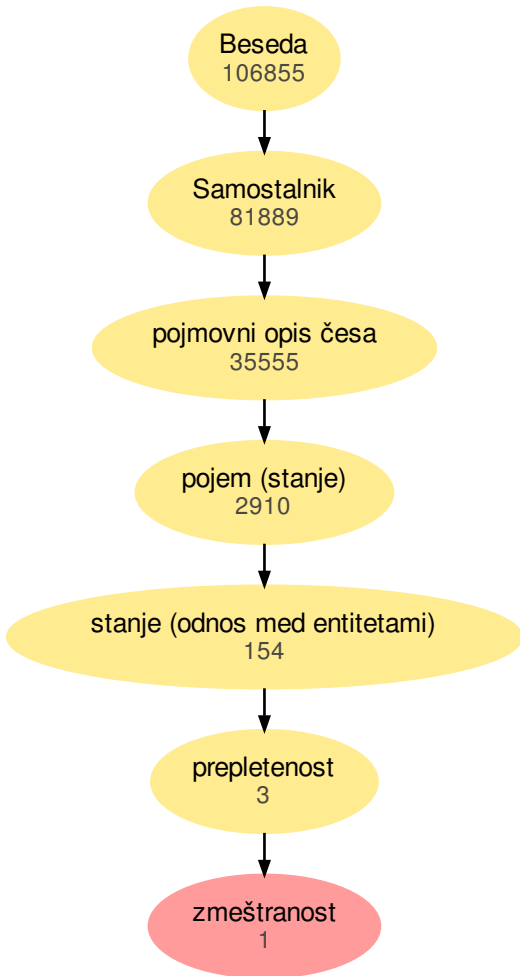 Beseda
106855
Samostalnik
81889
pojmovni opis česa
35555
pojem (stanje)
2910
stanje (odnos med entitetami)
154
prepletenost
3
zmeštranost
1